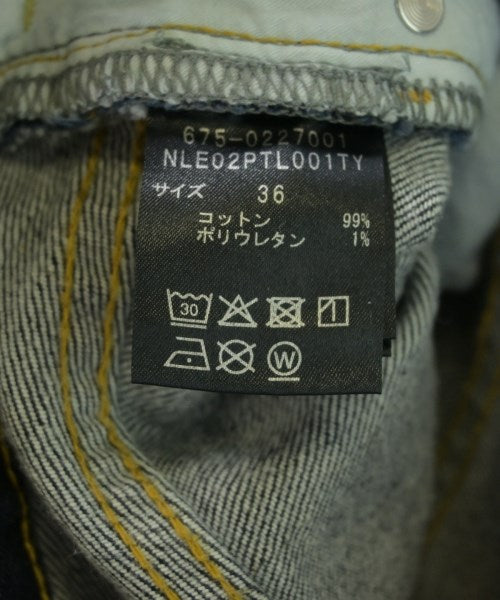 675-0227001
NLE02PTL001TY
サイズ 36
コットン 99%
ポリウレタン 1%
30
W